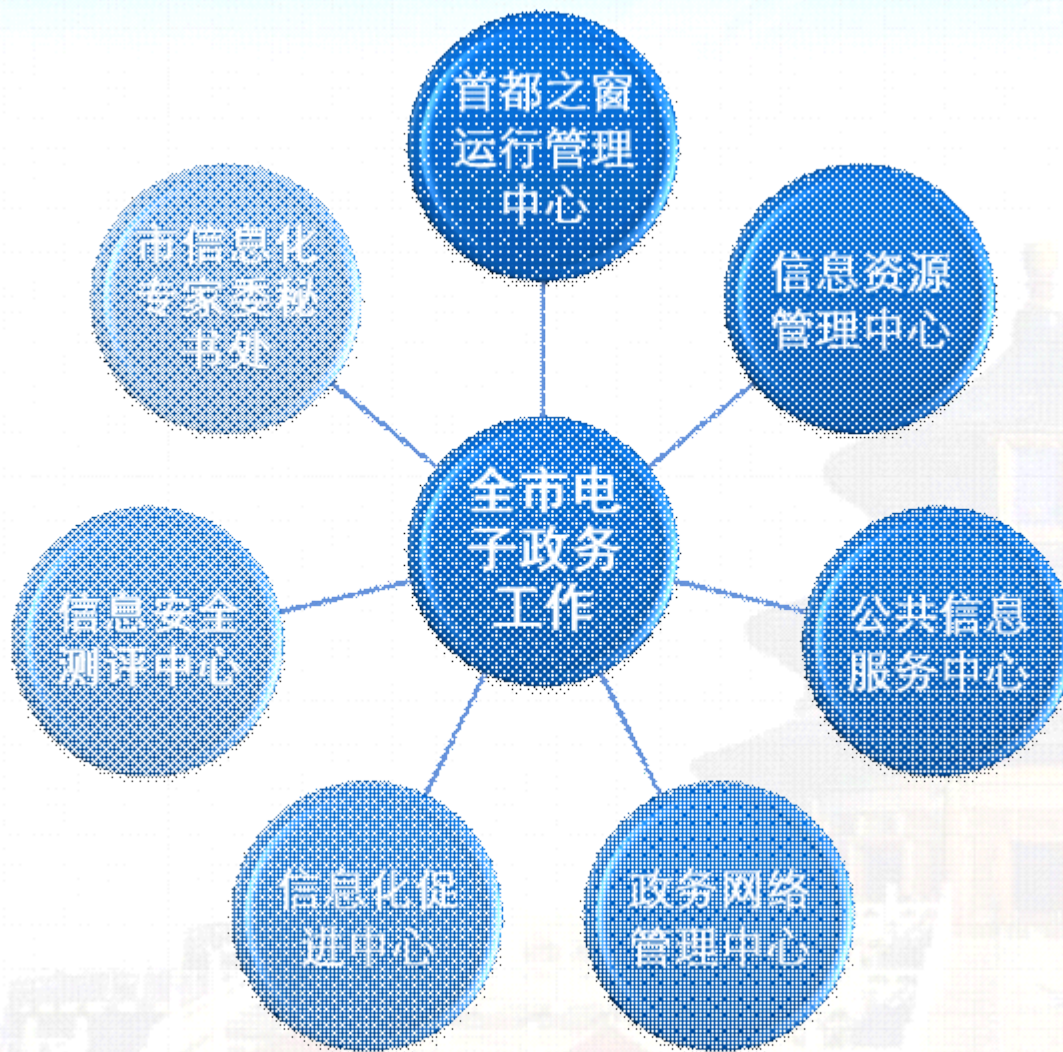 首都之窗
运行管理
中心
信息资源
管理中心
公共信息
服务中心
政务网络
管理中心
信息化促
进中心
信息安全
测评中心
市信息化
专家委秘
书处
全市电
子政务
工作